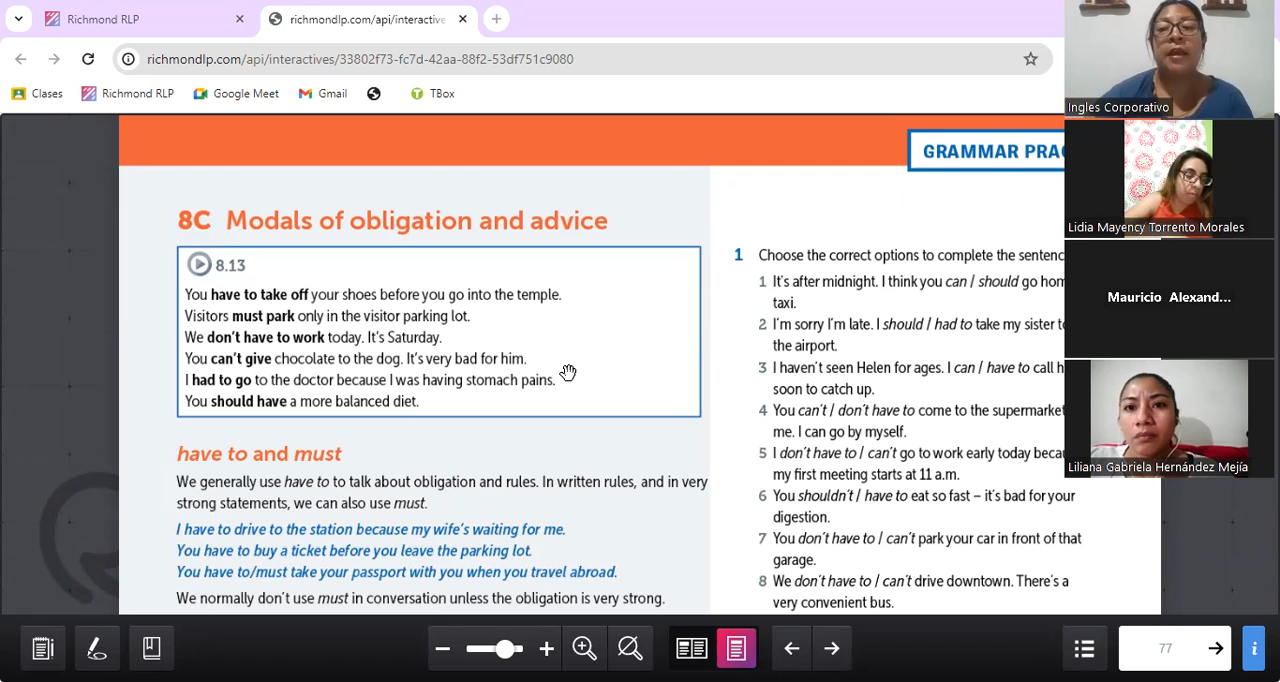 Richmond RLP
richmondlp.com/api/interactive
richmondlp.com/api/interactives/33802f73-fc7d-42aa-88f2-53df751c9080
Clases
Richmond RLP
Google Meet
Gmail
TBox
GRAMMAR PRAC
8C Modals of obligation and advice
8.13
You have to take off your shoes before you go into the temple.
Visitors must park only in the visitor parking lot.
We don't have to work today. It's Saturday.
You can't give chocolate to the dog. It's very bad for him.
I had to go to the doctor because I was having stomach pains.
You should have a more balanced diet.
have to and must
We generally use have to to talk about obligation and rules. In written rules, and in very
strong statements, we can also use must.
I have to drive to the station because my wife's waiting for me.
You have to buy a ticket before you leave the parking lot.
You have to/must take your passport with you when you travel abroad.
We normally don't use must in conversation unless the obligation is very strong.
1 Choose the correct options to complete the sentenc
1 It's after midnight. I think you can / should go hom
taxi.
2 I'm sorry I'm late. I should / had to take my sister to
the airport.
3 I haven't seen Helen for ages. I can / have to call h
soon to catch up.
4 You can't / don't have to come to the supermarket
me. I can go by myself.
5 I don't have to / can't go to work early today becau
my first meeting starts at 11 a.m.
6 You shouldn't / have to eat so fast – it's bad for your
digestion.
7 You don't have to / can't park your car in front of that
garage.
8 We don't have to / can't drive downtown. There's a
very convenient bus.
Ingles Corporativo
Lidia Mayency Torrento Morales
Mauricio Alexand...
Liliana Gabriela Hernández Mejía
77